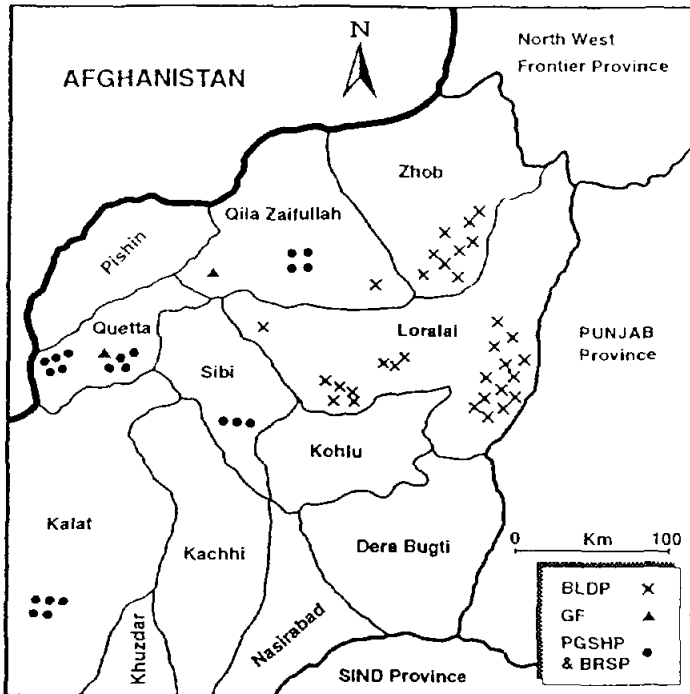 N
North West
Frontier Province
AFGHANISTAN
Zhob
Qila Zaifullah
Pishin
Quetta
Loralai
PUNJAB
Province
Sibi
Kohlu
Kalat
Kachhi
Dera Bugti
0 Km 100
Khuzdar
Nasirabad
SIND Province
BLDP
GF
PGSHP
& BRSP